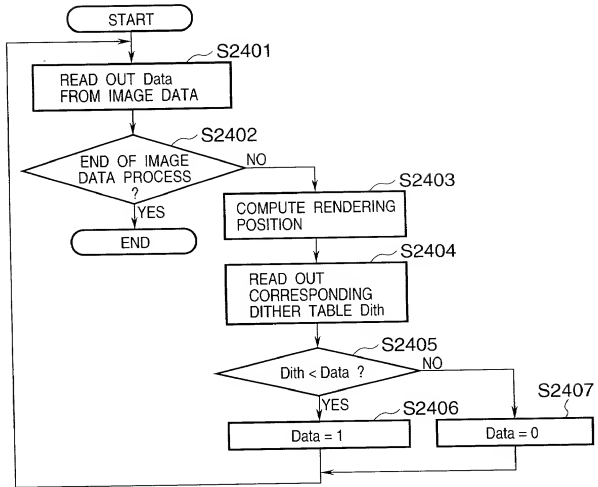 START
S2401
READ OUT Data
FROM IMAGE DATA
S2402
END OF IMAGE
DATA PROCESS
?
NO
YES
END
S2403
COMPUTE RENDERING
POSITION
S2404
READ OUT
CORRESPONDING
DITHER TABLE Dith
S2405
Dith < Data ?
NO
YES
S2406
Data = 1
S2407
Data = 0